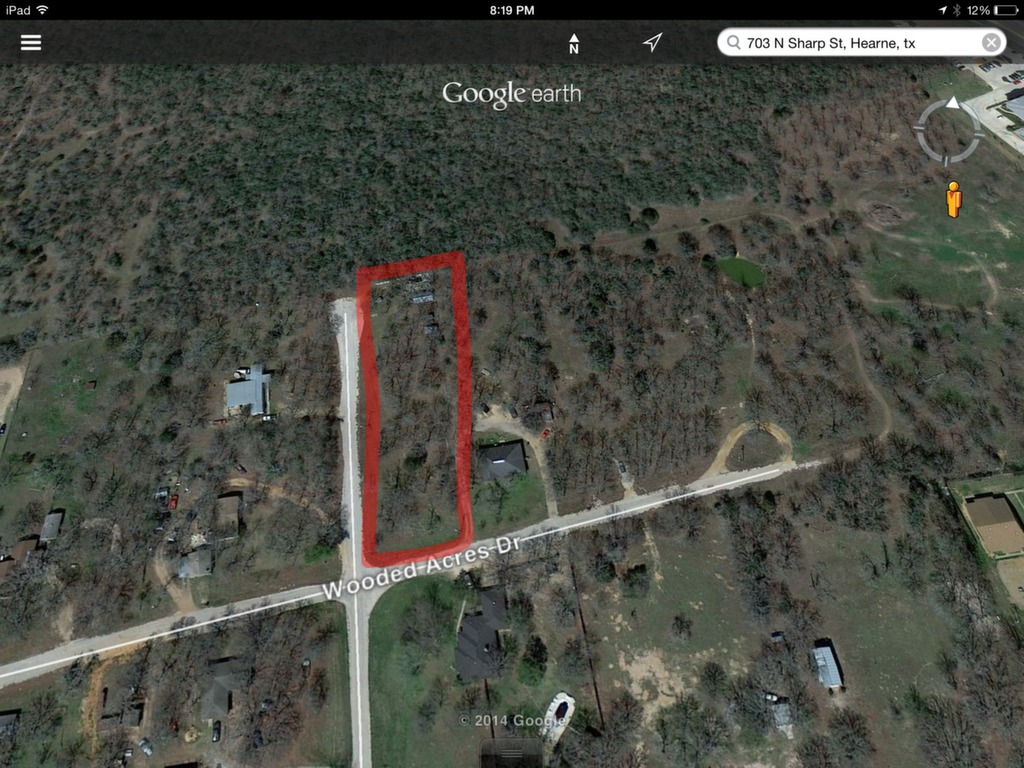 iPad 8:19 PM 12%
N 703 N Sharp St, Hearne, tx
Google earth
Wooded Acres Dr
© 2014 Google